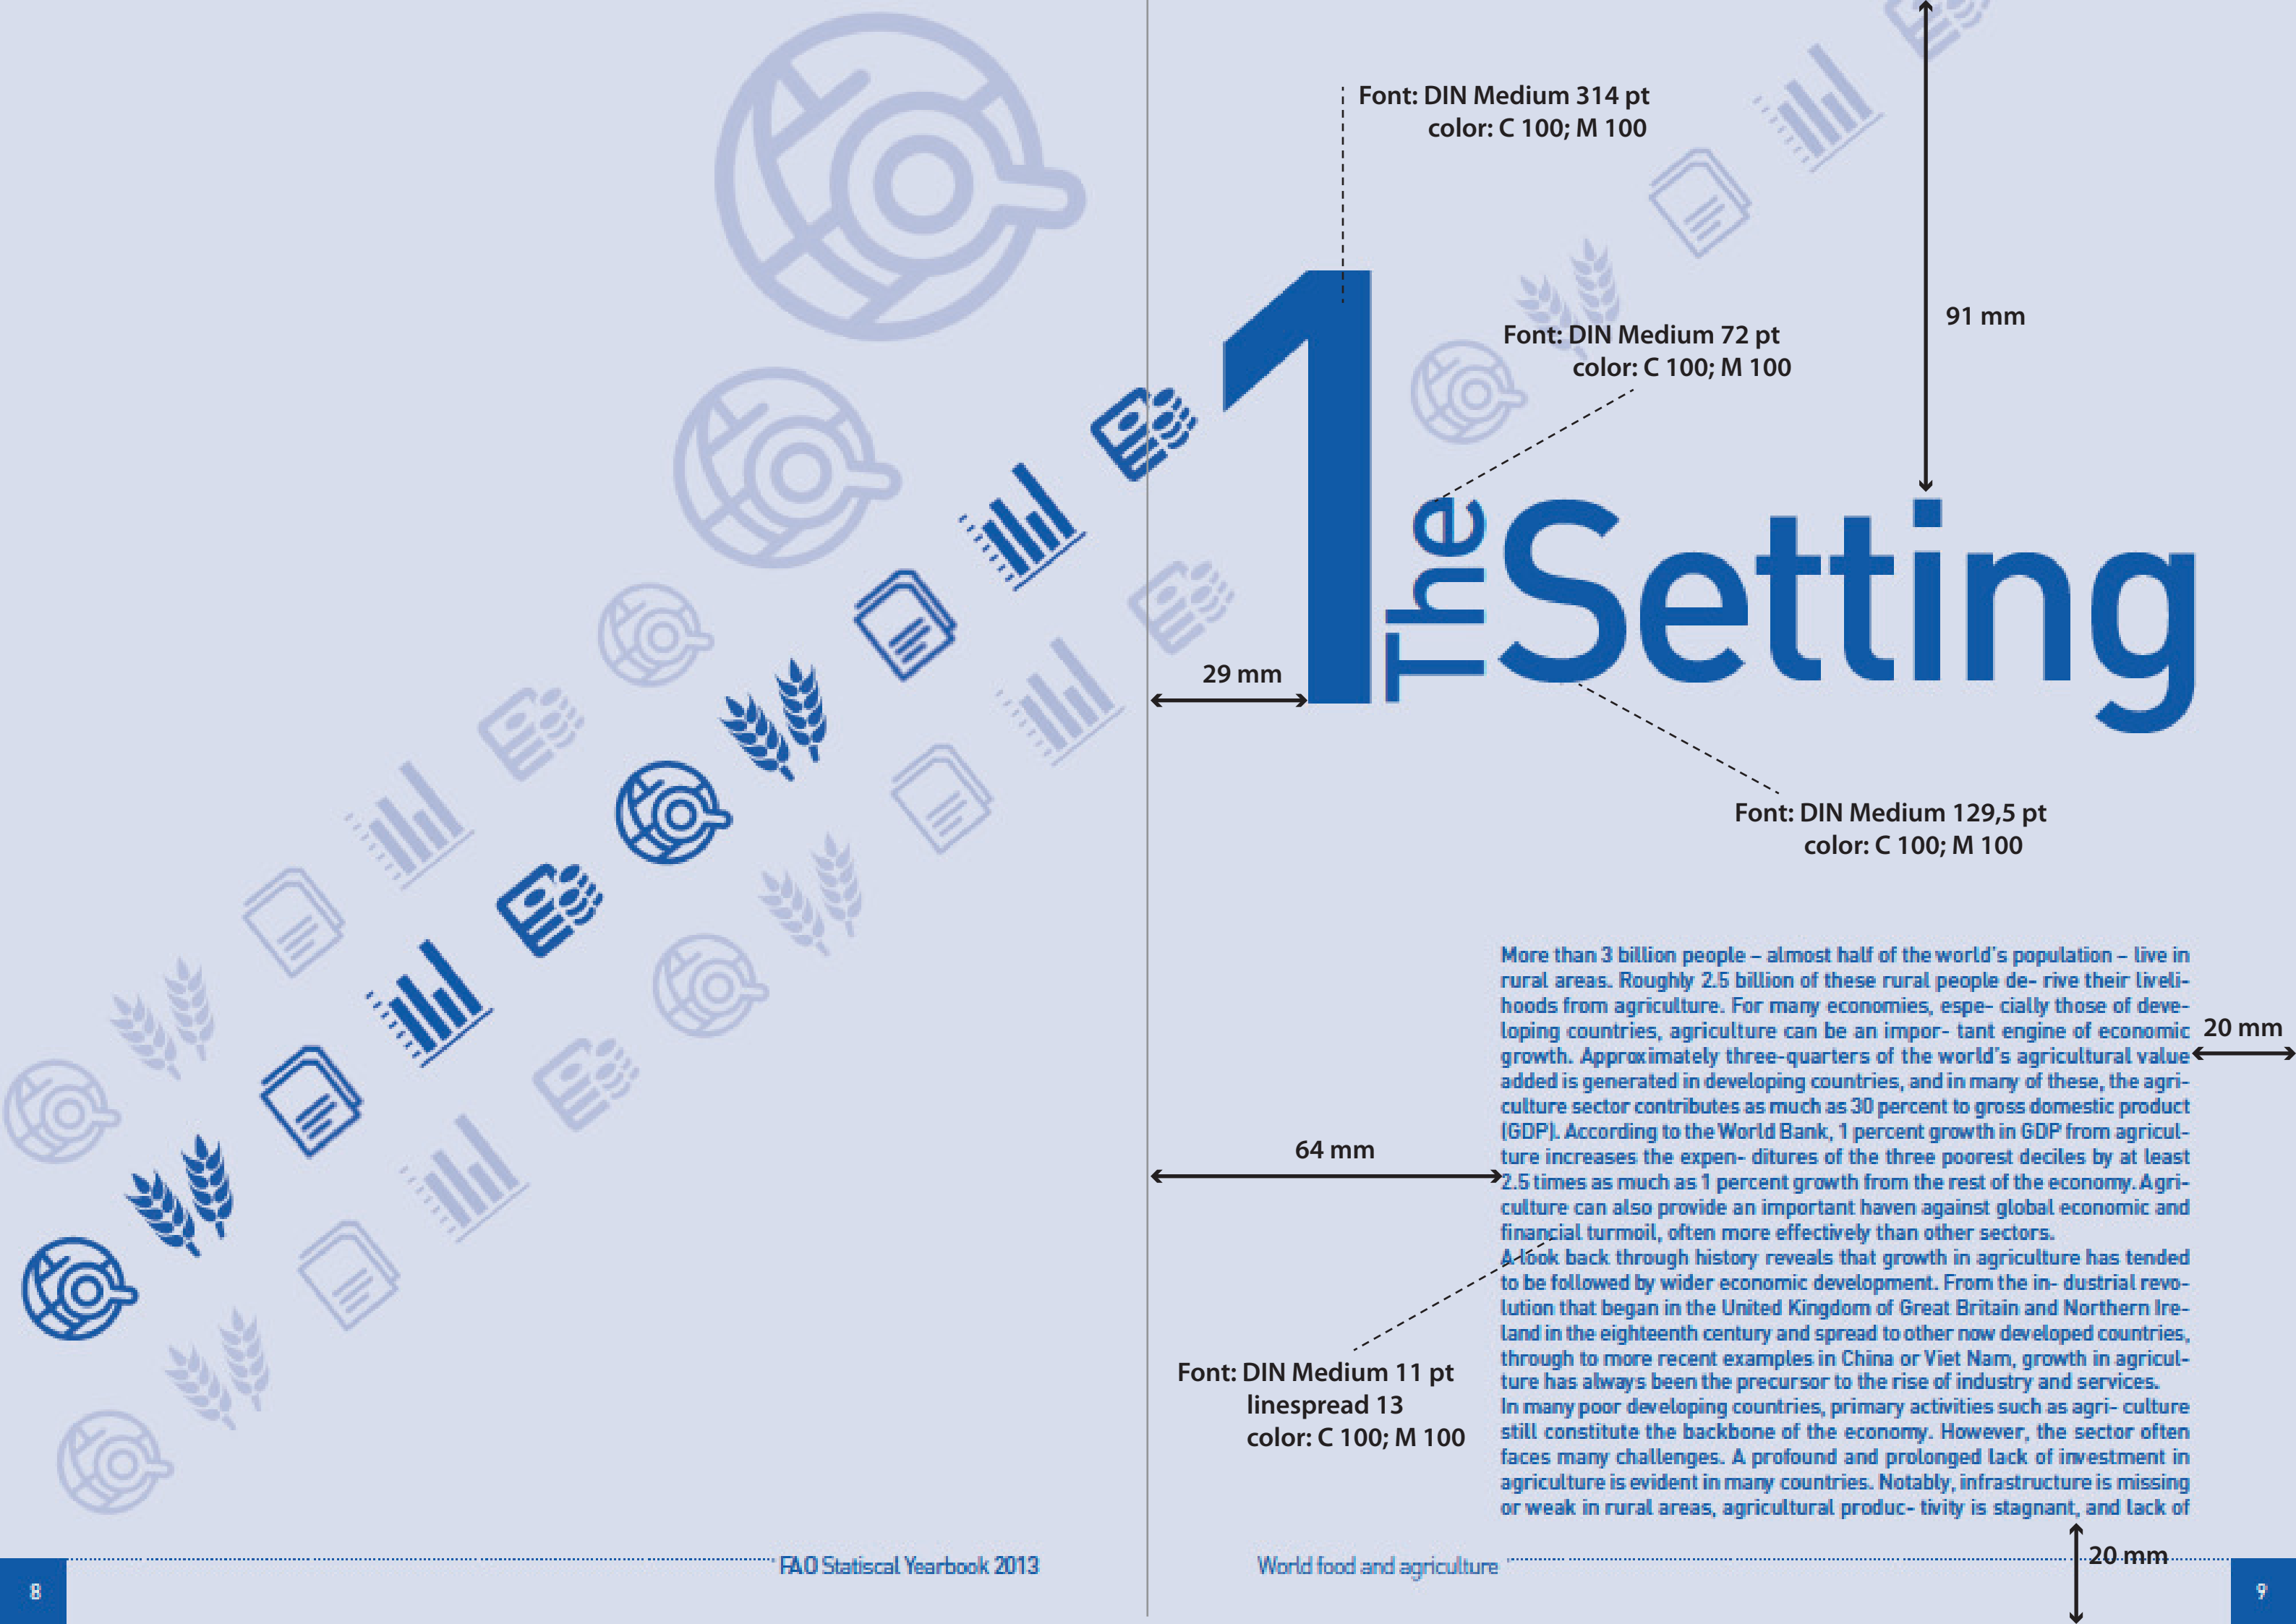 Font: DIN Medium 314 pt
color: C 100; M 100
91 mm
Font: DIN Medium 72 pt
color: C 100; M 100
1
The
Setting
29 mm
Font: DIN Medium 129,5 pt
color: C 100; M 100
More than 3 billion people – almost half of the world's population – live in
rural areas. Roughly 2.5 billion of these rural people de- rive their liveli-
hoods from agriculture. For many economies, espe- cially those of deve-
loping countries, agriculture can be an impor- tant engine of economic
growth. Approximately three-quarters of the world's agricultural value
added is generated in developing countries, and in many of these, the agri-
culture sector contributes as much as 30 percent to gross domestic product
(GDP). According to the World Bank, 1 percent growth in GDP from agricul-
ture increases the expen- ditures of the three poorest deciles by at least
2.5 times as much as 1 percent growth from the rest of the economy. Agri-
culture can also provide an important haven against global economic and
financial turmoil, often more effectively than other sectors.
A look back through history reveals that growth in agriculture has tended
to be followed by wider economic development. From the in- dustrial revo-
lution that began in the United Kingdom of Great Britain and Northern Ire-
land in the eighteenth century and spread to other now developed countries,
through to more recent examples in China or Viet Nam, growth in agricul-
ture has always been the precursor to the rise of industry and services.
In many poor developing countries, primary activities such as agri- culture
still constitute the backbone of the economy. However, the sector often
faces many challenges. A profound and prolonged lack of investment in
agriculture is evident in many countries. Notably, infrastructure is missing
or weak in rural areas, agricultural produc- tivity is stagnant, and lack of
20 mm
64 mm
Font: DIN Medium 11 pt
linespread 13
color: C 100; M 100
20 mm
FAO Statiscal Yearbook 2013
World food and agriculture
8
9